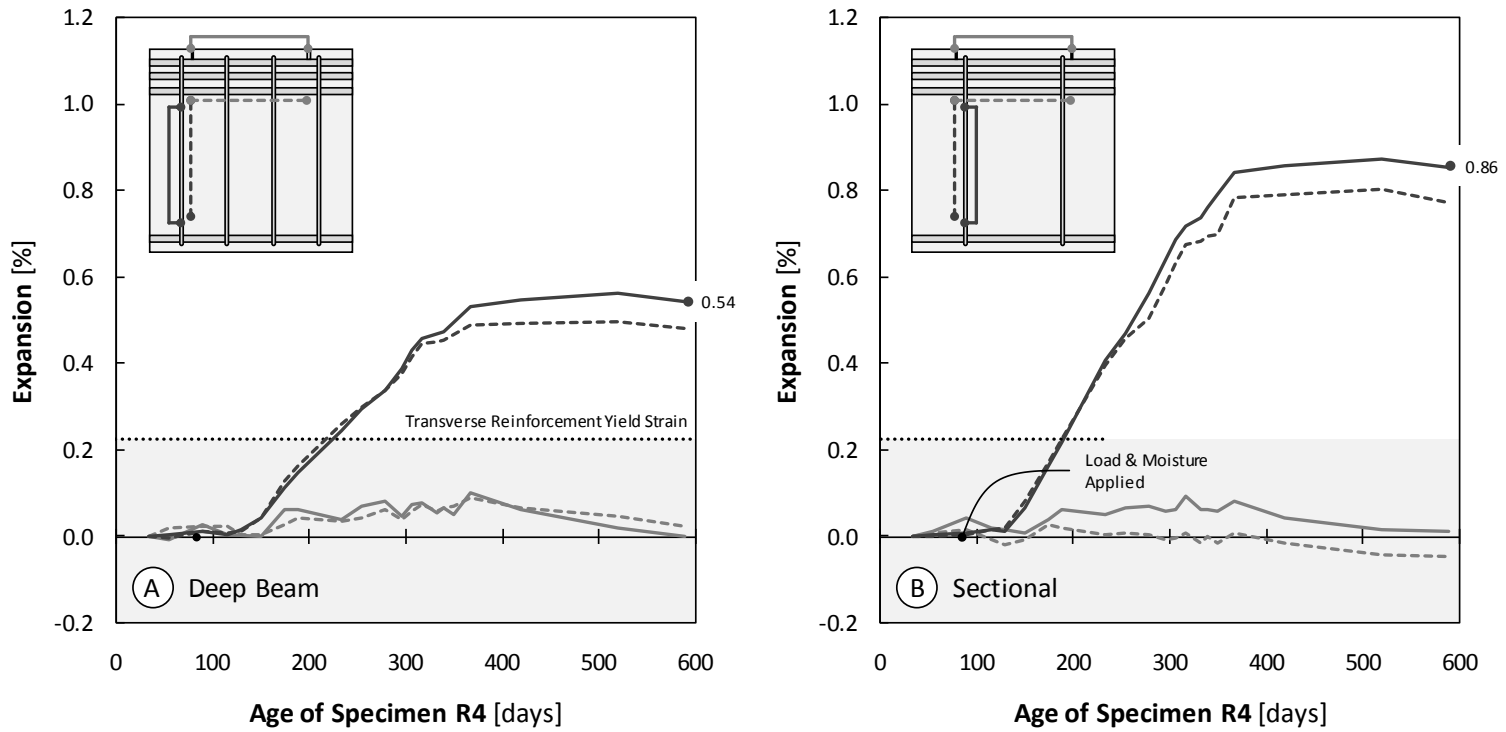 1.2
1.0
0.8
0.6
0.4
0.2
0.0
-0.2
Expansion [%]
0.54
Transverse Reinforcement Yield Strain
A Deep Beam
0 100 200 300 400 500 600
Age of Specimen R4 [days]
1.2
1.0
0.8
0.6
0.4
0.2
0.0
-0.2
Expansion [%]
0.86
Load & Moisture
Applied
B Sectional
0 100 200 300 400 500 600
Age of Specimen R4 [days]